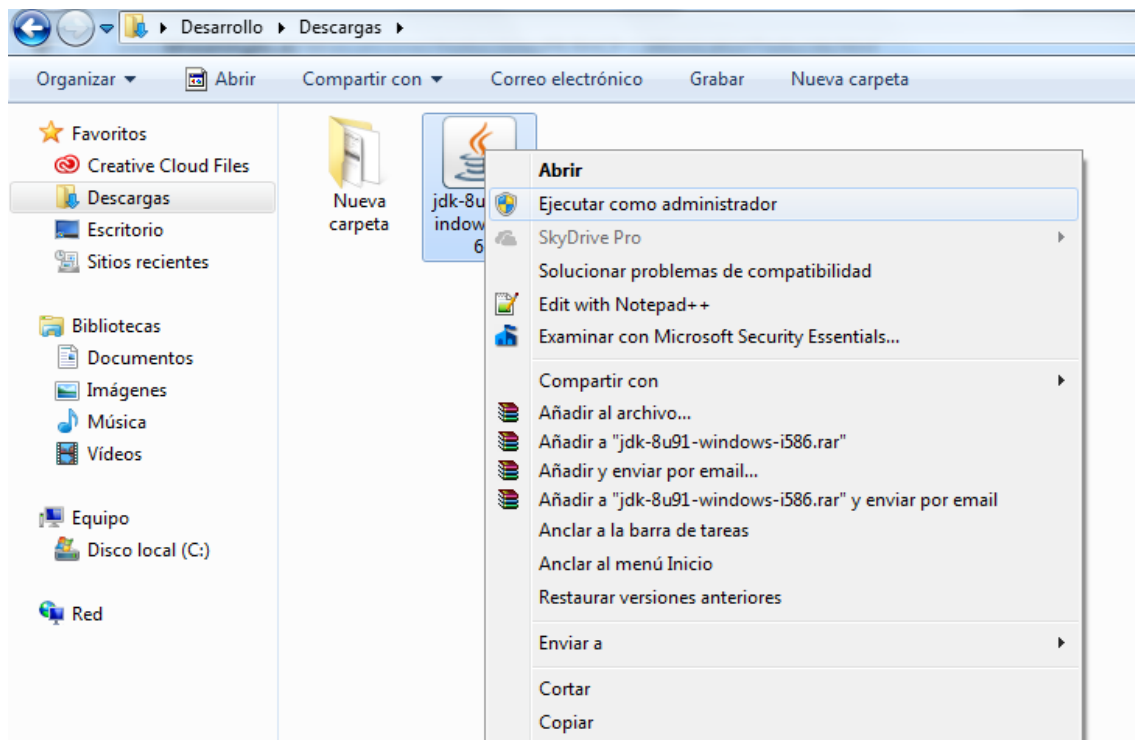 Desarrollo Descargas
Organizar Abrir Compartir con Correo electrónico Grabar Nueva carpeta
Favoritos
Creative Cloud Files
Descargas
Escritorio
Sitios recientes
Bibliotecas
Documentos
Imágenes
Música
Vídeos
Equipo
Disco local (C:)
Red
Nueva
carpeta
jdk-8u
indow
6
Abrir
Ejecutar como administrador
SkyDrive Pro
Solucionar problemas de compatibilidad
Edit with Notepad++
Examinar con Microsoft Security Essentials...
Compartir con
Añadir al archivo...
Añadir a "jdk-8u91-windows-i586.rar"
Añadir y enviar por email...
Añadir a "jdk-8u91-windows-i586.rar" y enviar por email
Anclar a la barra de tareas
Anclar al menú Inicio
Restaurar versiones anteriores
Enviar a
Cortar
Copiar